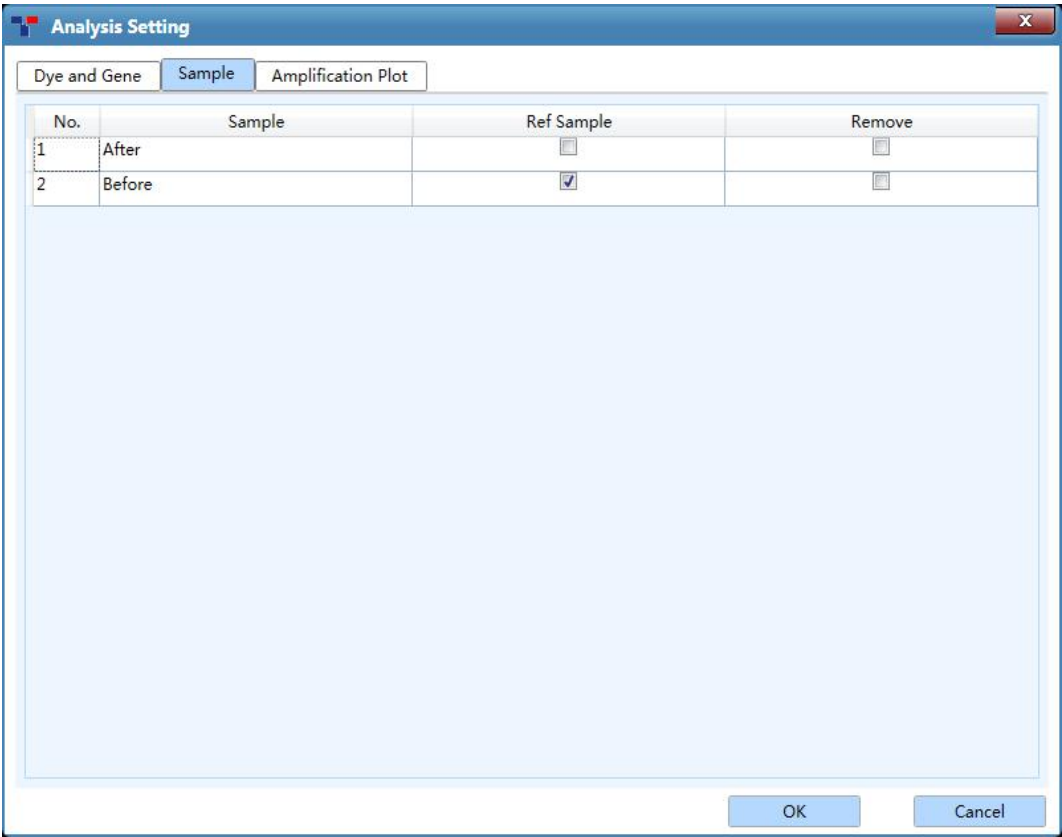 Analysis Setting
X
Dye and Gene Sample Amplification Plot
No. Sample Ref Sample Remove
1 After
2 Before
OK Cancel